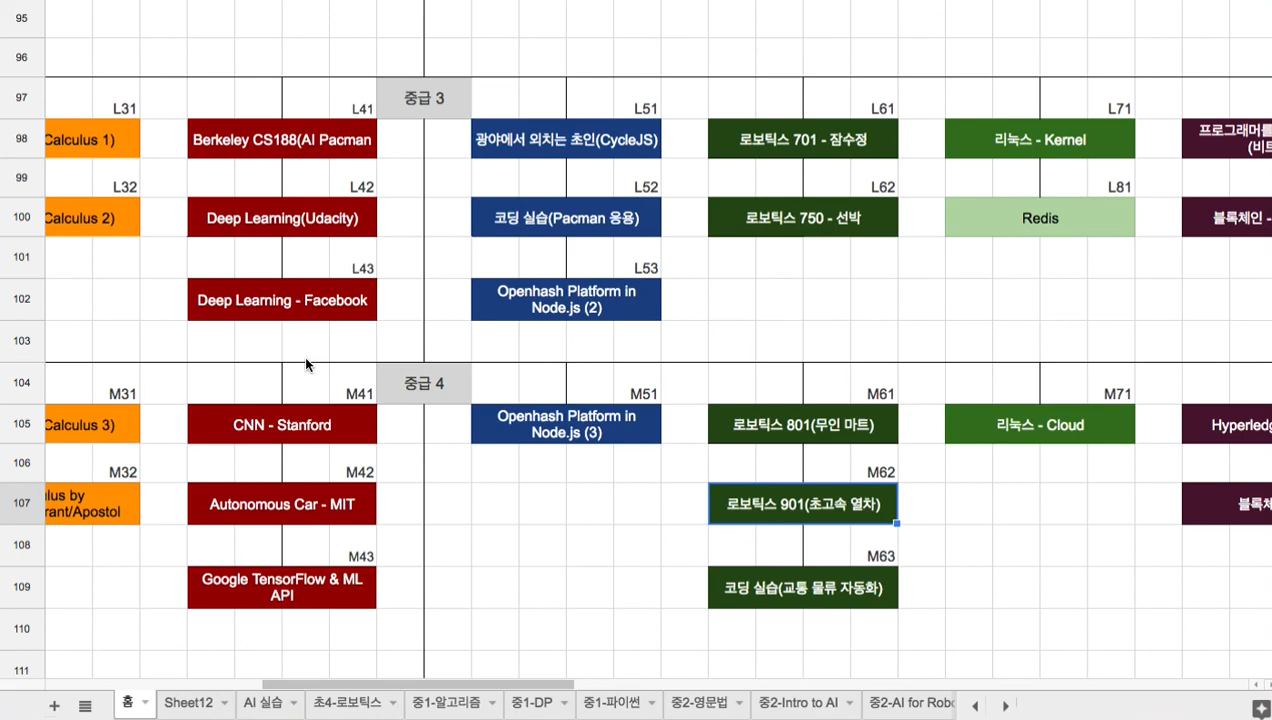 95
96
97
L31
L41
중급 3
L51
L61
L71
98
Calculus 1)
Berkeley CS188(AI Pacman
광야에서 외치는 초인(CycleJS)
로보틱스 701 - 잠수정
리눅스 - Kernel
프로그래머를
(비트
99
L32
L42
L52
L62
L81
100
Calculus 2)
Deep Learning(Udacity)
코딩 실습(Pacman 응용)
로보틱스 750 - 선박
Redis
블록체인 -
101
L43
L53
102
Deep Learning - Facebook
Openhash Platform in
Node.js (2)
103
104
M31
M41
중급 4
M51
M61
M71
105
Calculus 3)
CNN - Stanford
Openhash Platform in
Node.js (3)
로보틱스 801(무인 마트)
리눅스 - Cloud
Hyperledg
106
M32
M42
M62
107
lus by
rant/Apostol
Autonomous Car - MIT
로보틱스 901(초고속 열차)
블록체
108
M43
M63
109
Google TensorFlow & ML
API
코딩 실습(교통 물류 자동화)
110
111
홈
Sheet12
AI 실습
초4-로보틱스
중1-알고리즘
중1-DP
중1-파이썬
중2-영문법
중2-Intro to AI
중2-AI for Robo